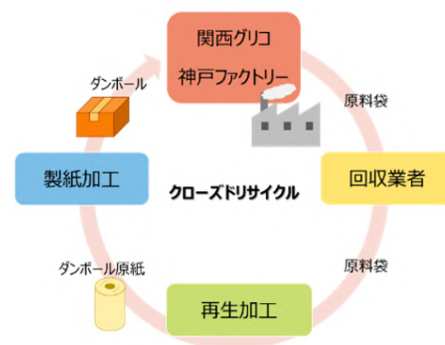 関西グリコ
神戸ファクトリー
ダンボール
原料袋
製紙加工
クローズドリサイクル
回収業者
ダンボール原紙
原料袋
再生加工